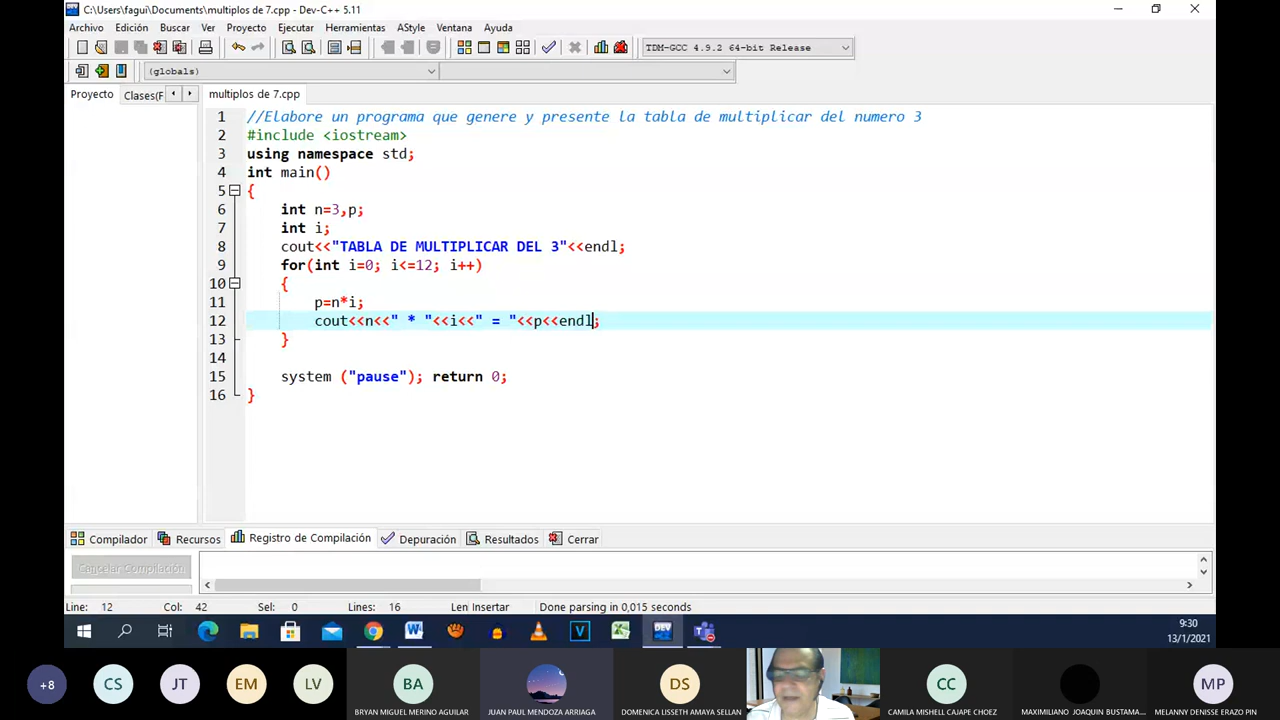 C:\Users\fagui\Documents\multiplos de 7.cpp - Dev-C++ 5.11
Archivo Edición Buscar Ver Proyecto Ejecutar Herramientas AStyle Ventana Ayuda
TDM-GCC 4.9.2 64-bit Release
(globals)
Proyecto Clases(F multiplos de 7.cpp
1 //Elabore un programa que genere y presente la tabla de multiplicar del numero 3
2 #include <iostream>
3 using namespace std;
4 int main()
5 {
6 int n=3,p;
7 int i;
8 cout<<"TABLA DE MULTIPLICAR DEL 3"<<endl;
9 for(int i=0; i<=12; i++)
10 {
11 p=n*i;
12 cout<<n<<" * "<<i<<" = "<<p<<endl;
13 }
14
15 system ("pause"); return 0;
16 }
Compilador Recursos Registro de Compilación Depuración Resultados Cerrar
Cancelar Compilación
Line: 12 Col: 42 Sel: 0 Lines: 16 Len Insertar Done parsing in 0,015 seconds
9:30
13/1/2021
+8 CS JT EM LV BA DS CC MP
BRYAN MIGUEL MERINO AGUILAR JUAN PAUL MENDOZA ARRIAGA DOMENICA LISSETH AMAYA SELLAN CAMILA MISHELL CAJAPE CHOEZ MAXIMILIANO JOAQUIN BUSTAMA... MELANNY DENISSE ERAZO PIN